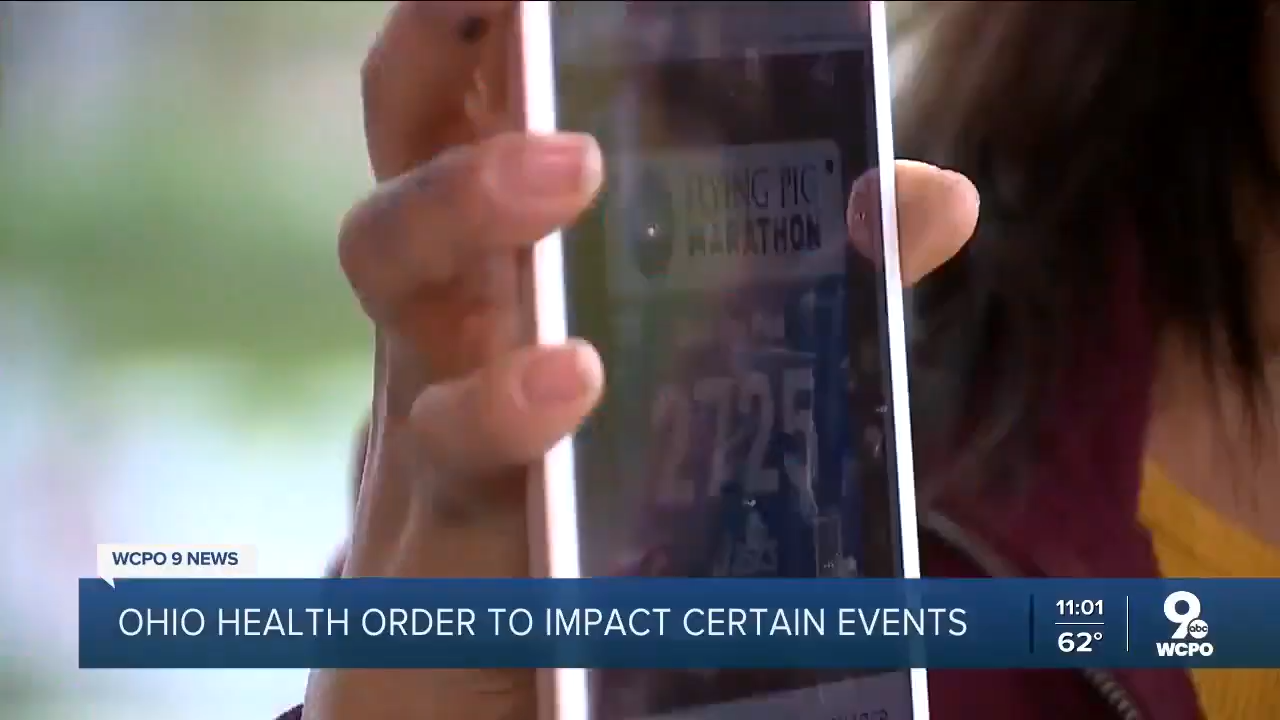 FLYING PIG
MARATHON
2725
WCPO 9 NEWS
OHIO HEALTH ORDER TO IMPACT CERTAIN EVENTS
11:01
62°
9
abc
WCPO